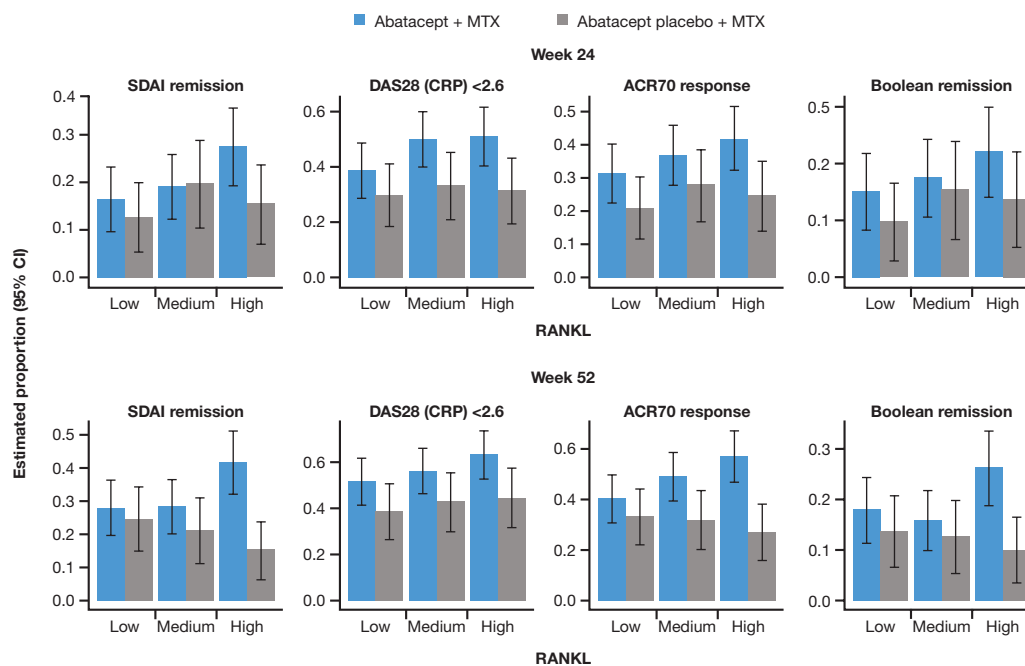 Abatacept + MTX Abatacept placebo + MTX
Week 24
SDAI remission DAS28 (CRP) <2.6 ACR70 response Boolean remission
0.4 0.6 0.5 0.5
0.3 0.4 0.4 0.2
0.2 0.2 0.3 0.1
0.1 0.0 0.2 0.0
0.0 0.1
0.0
Low Medium High Low Medium High Low Medium High Low Medium High
RANKL
Estimated proportion (95% CI)
Week 52
SDAI remission DAS28 (CRP) <2.6 ACR70 response Boolean remission
0.5 0.6 0.6 0.3
0.4 0.4 0.4 0.2
0.3 0.2 0.2 0.1
0.2 0.0 0.0 0.0
0.1
0.0
Low Medium High Low Medium High Low Medium High Low Medium High
RANKL